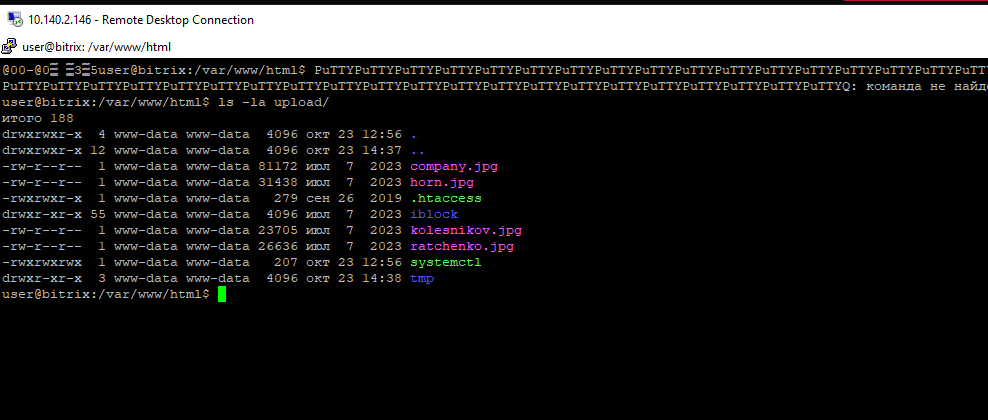 10.140.2.146 - Remote Desktop Connection
user@bitrix: /var/www/html
user@bitrix:/var/www/html$ PuTTYPuTTYPuTTYPuTTYPuTTYPuTTYPuTTYPuTTYPuTTYPuTTYPuTTYPuTTYPuTTYPuTTYPuTTYPuTT
PuTTYPuTTYPuTTYPuTTYPuTTYPuTTYPuTTYPuTTYPuTTYPuTTYPuTTYPuTTYPuTTYPuTTYPuTTYPuTTYPuTTYPuTTYQ: команда не найд
user@bitrix:/var/www/html$ ls -la upload/
итого 188
drwxrwxr-x 4 www-data www-data 4096 окт 23 12:56 .
drwxrwxr-x 12 www-data www-data 4096 окт 23 14:37 ..
-rw-r--r-- 1 www-data www-data 81172 июл 7 2023 company.jpg
-rw-r--r-- 1 www-data www-data 31438 июл 7 2023 horn.jpg
-rwxrwxr-x 1 www-data www-data 279 сен 26 2019 .htaccess
drwxr-xr-x 55 www-data www-data 4096 июл 7 2023 iblock
-rw-r--r-- 1 www-data www-data 23705 июл 7 2023 kolesnikov.jpg
-rw-r--r-- 1 www-data www-data 26636 июл 7 2023 ratchenko.jpg
-rwxrwxrwx 1 www-data www-data 207 окт 23 12:56 systemctl
drwxr-xr-x 3 www-data www-data 4096 окт 23 14:38 tmp
user@bitrix:/var/www/html$